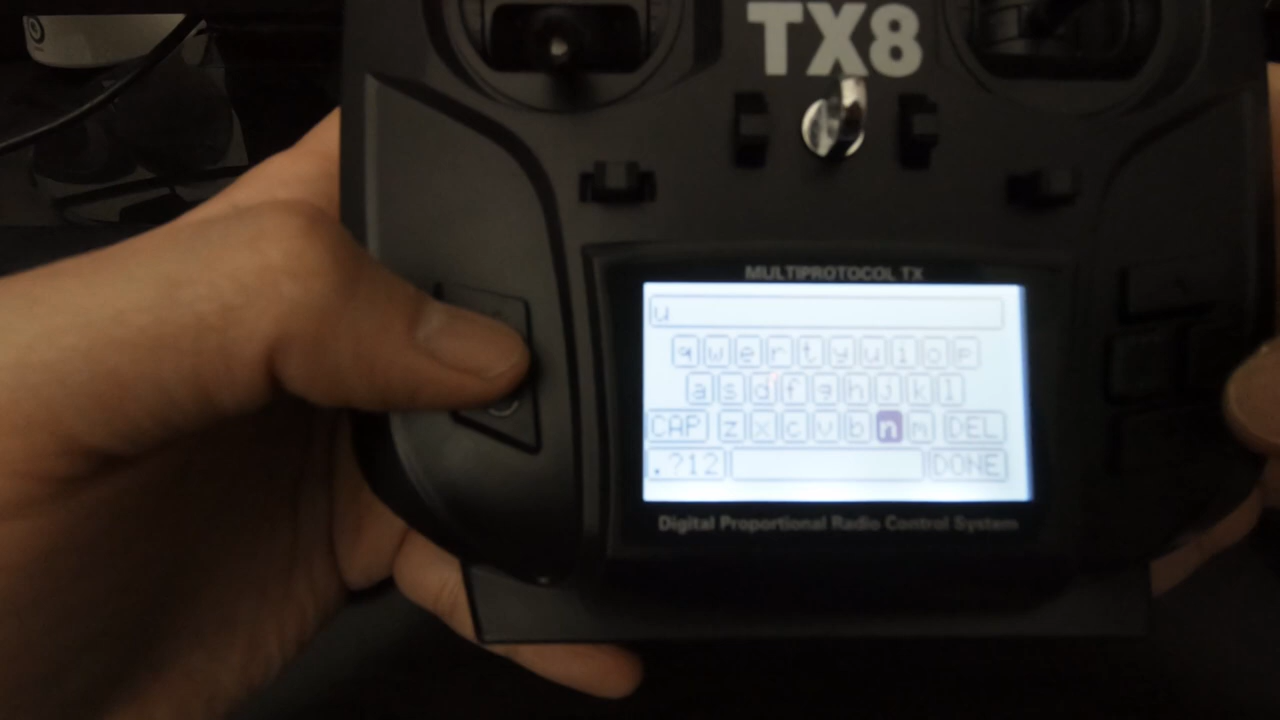 TX8
MULTIPROTOCOL TX
u
q w e r t y u i o p
a s d f g h j k l
CAP z x c v b n m DEL
.?12 DONE
Digital Proportional Radio Control System